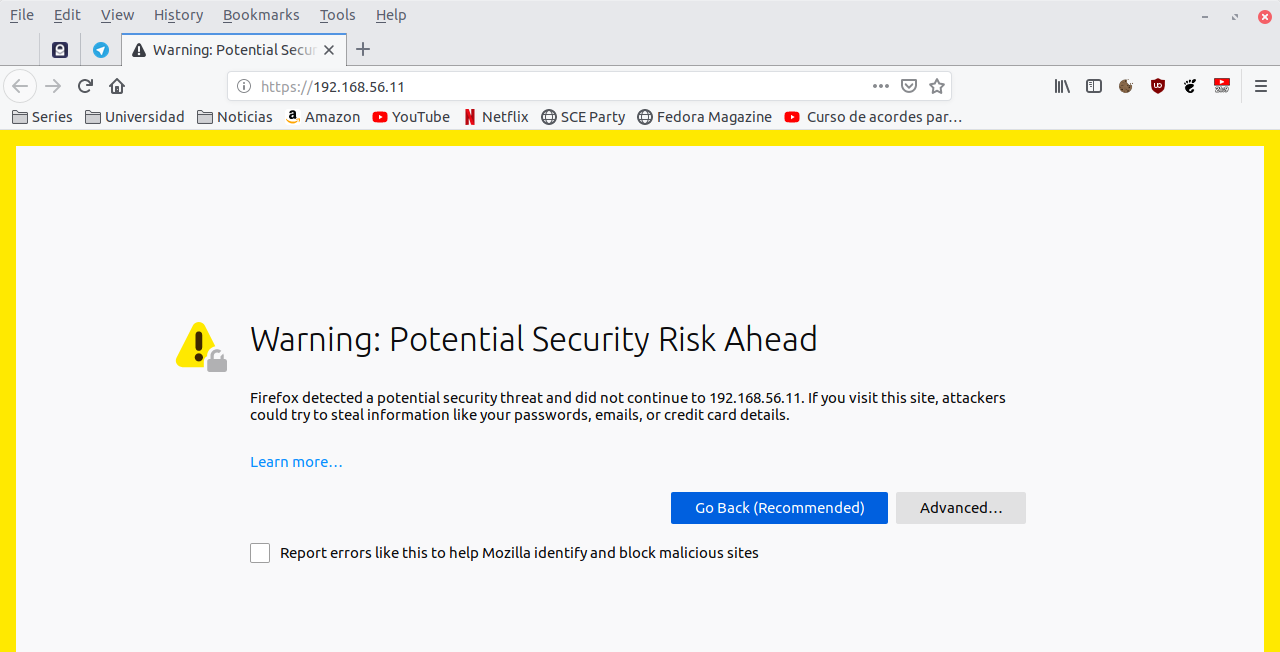 File Edit View History Bookmarks Tools Help
Warning: Potential Secur
https://192.168.56.11
Series Universidad Noticias Amazon YouTube Netflix SCE Party Fedora Magazine Curso de acordes par…
Warning: Potential Security Risk Ahead
Firefox detected a potential security threat and did not continue to 192.168.56.11. If you visit this site, attackers
could try to steal information like your passwords, emails, or credit card details.
Learn more…
Go Back (Recommended) Advanced…
Report errors like this to help Mozilla identify and block malicious sites